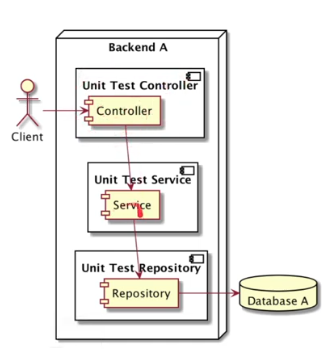 Backend A
Unit Test Controller
Controller
Client
Unit Test Service
Service
Unit Test Repository
Repository
Database A